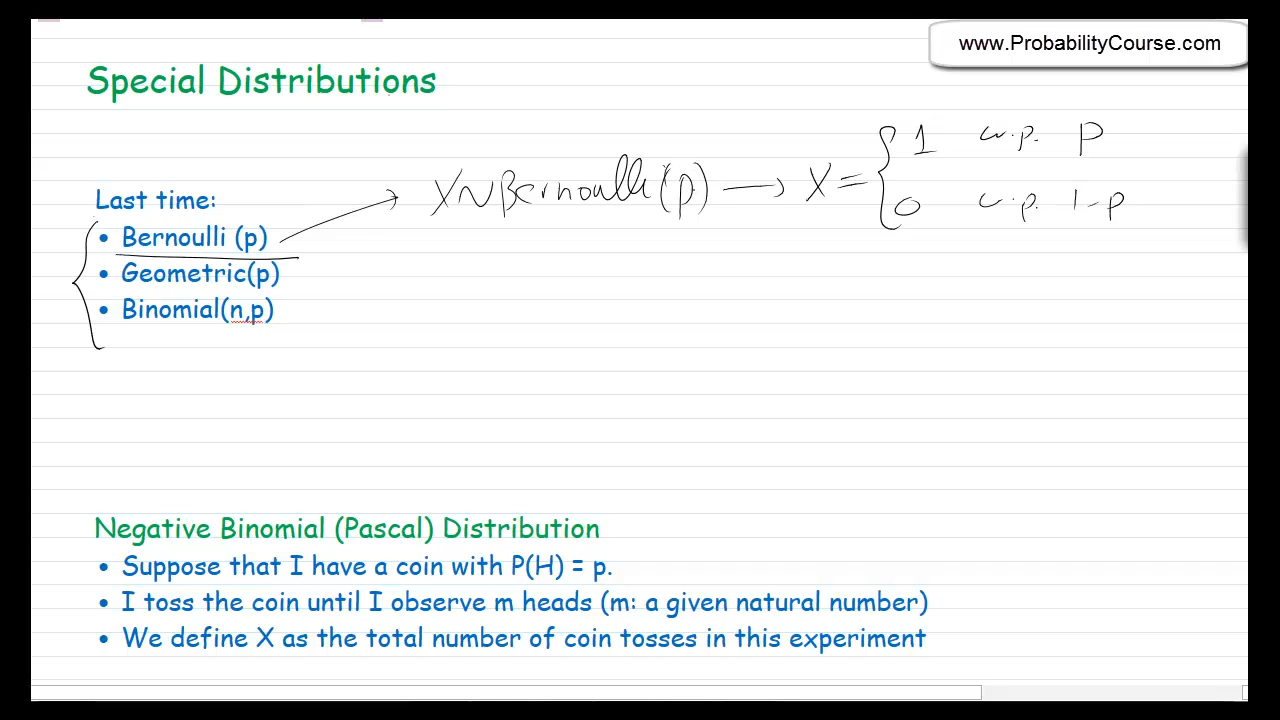 www.ProbabilityCourse.com
Special Distributions
X~Bernoulli(p) → X = { 1 w.p. p
0 w.p. 1-p
Last time:
• Bernoulli (p)
• Geometric(p)
• Binomial(n,p)
Negative Binomial (Pascal) Distribution
• Suppose that I have a coin with P(H) = p.
• I toss the coin until I observe m heads (m: a given natural number)
• We define X as the total number of coin tosses in this experiment